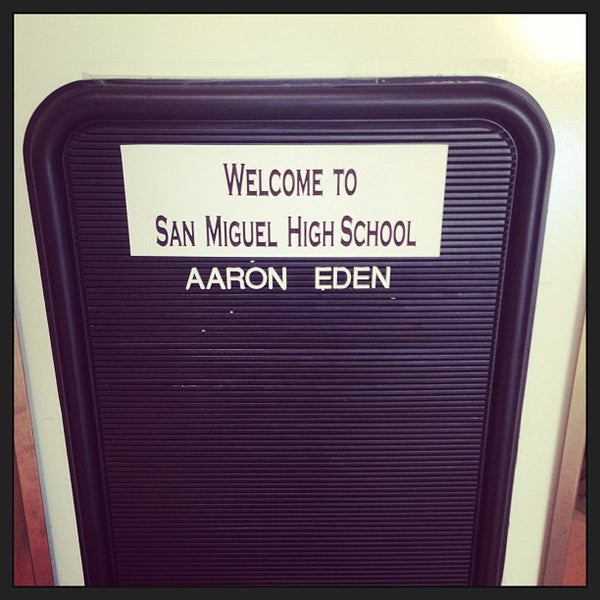 WELCOME TO
SAN MIGUEL HIGH SCHOOL
AARON EDEN